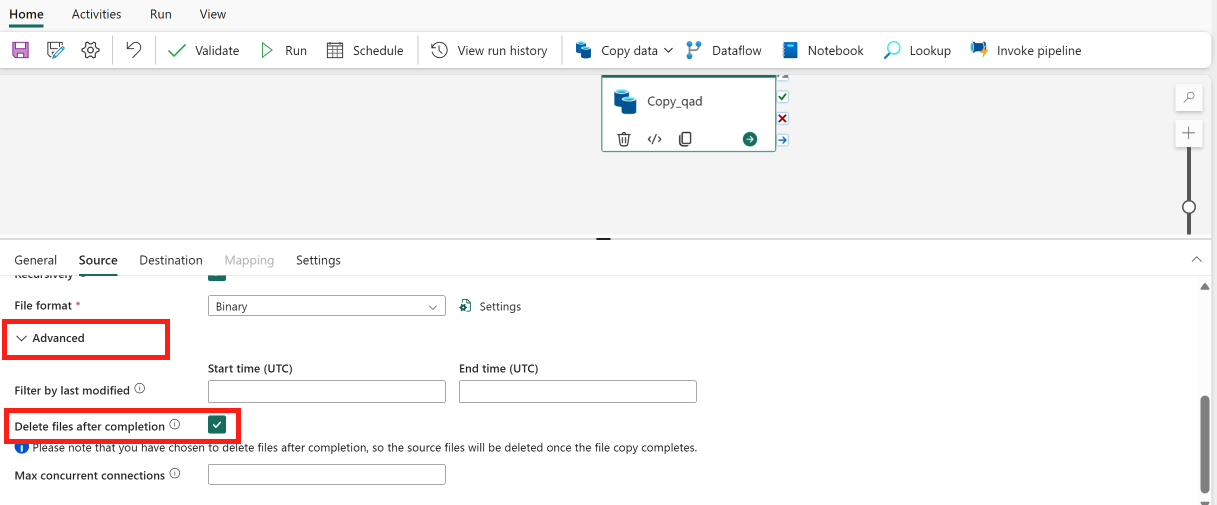 Home Activities Run View
Validate Run Schedule View run history Copy data Dataflow Notebook Lookup Invoke pipeline
Copy_qad
General Source Destination Mapping Settings
Recursively
File format * Binary Settings
Advanced
Start time (UTC) End time (UTC)
Filter by last modified
Delete files after completion
Please note that you have chosen to delete files after completion, so the source files will be deleted once the file copy completes.
Max concurrent connections